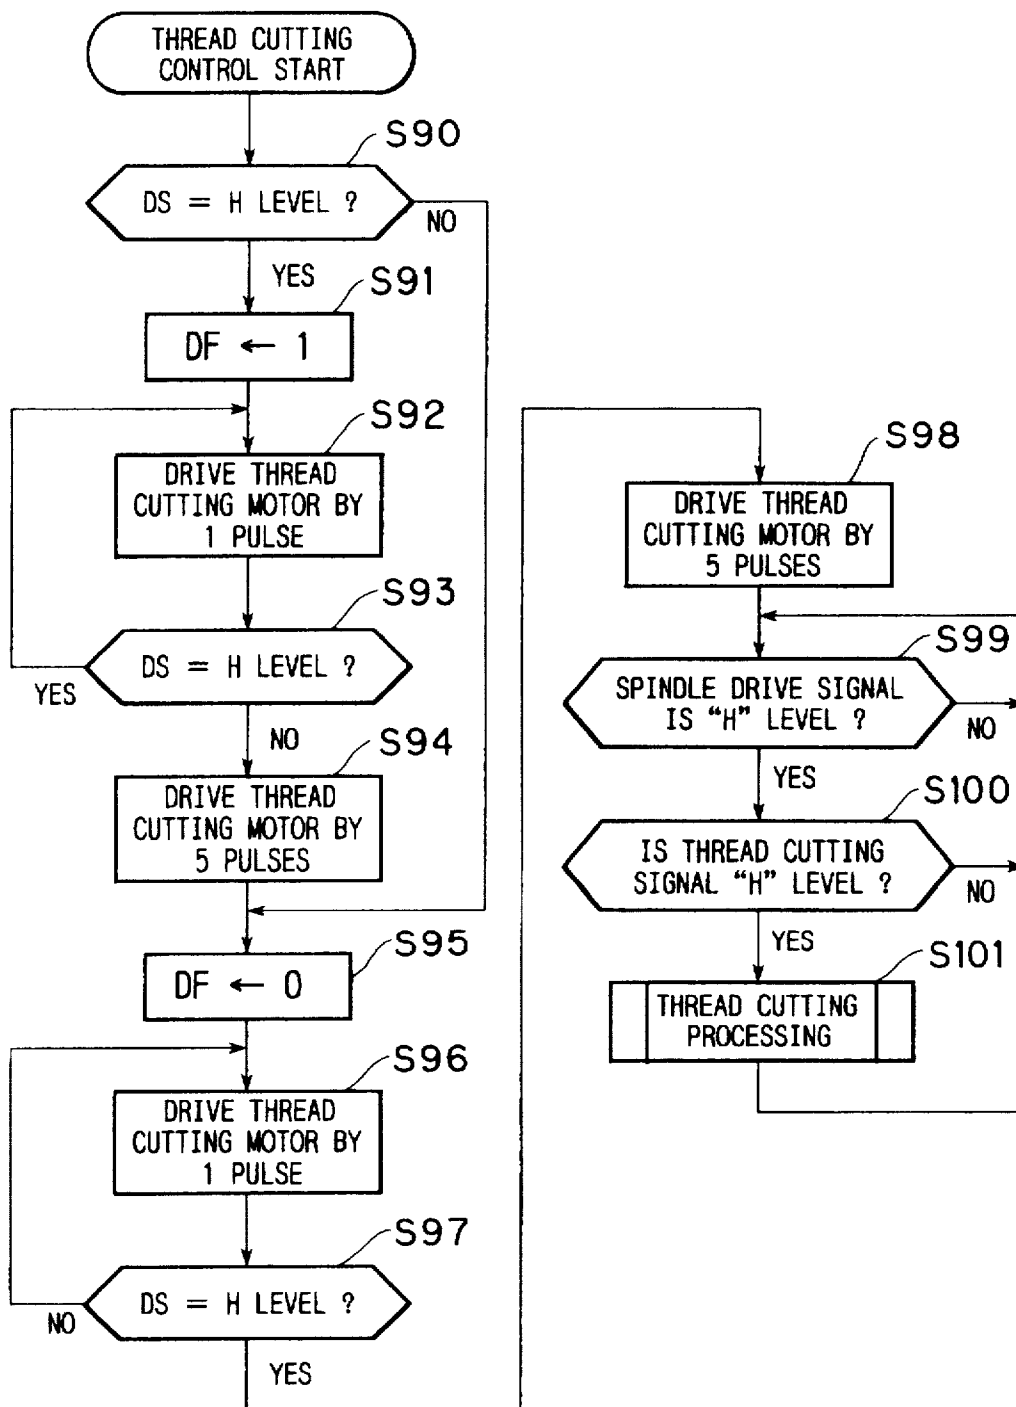 THREAD CUTTING
CONTROL START
S90
DS = H LEVEL ?
NO
YES
S91
DF ← 1
S92
DRIVE THREAD
CUTTING MOTOR BY
1 PULSE
S93
DS = H LEVEL ?
YES
NO
S94
DRIVE THREAD
CUTTING MOTOR BY
5 PULSES
S95
DF ← 0
S96
DRIVE THREAD
CUTTING MOTOR BY
1 PULSE
S97
DS = H LEVEL ?
NO
YES
S98
DRIVE THREAD
CUTTING MOTOR BY
5 PULSES
S99
SPINDLE DRIVE SIGNAL
IS “H” LEVEL ?
NO
YES
S100
IS THREAD CUTTING
SIGNAL “H” LEVEL ?
NO
YES
S101
THREAD CUTTING
PROCESSING